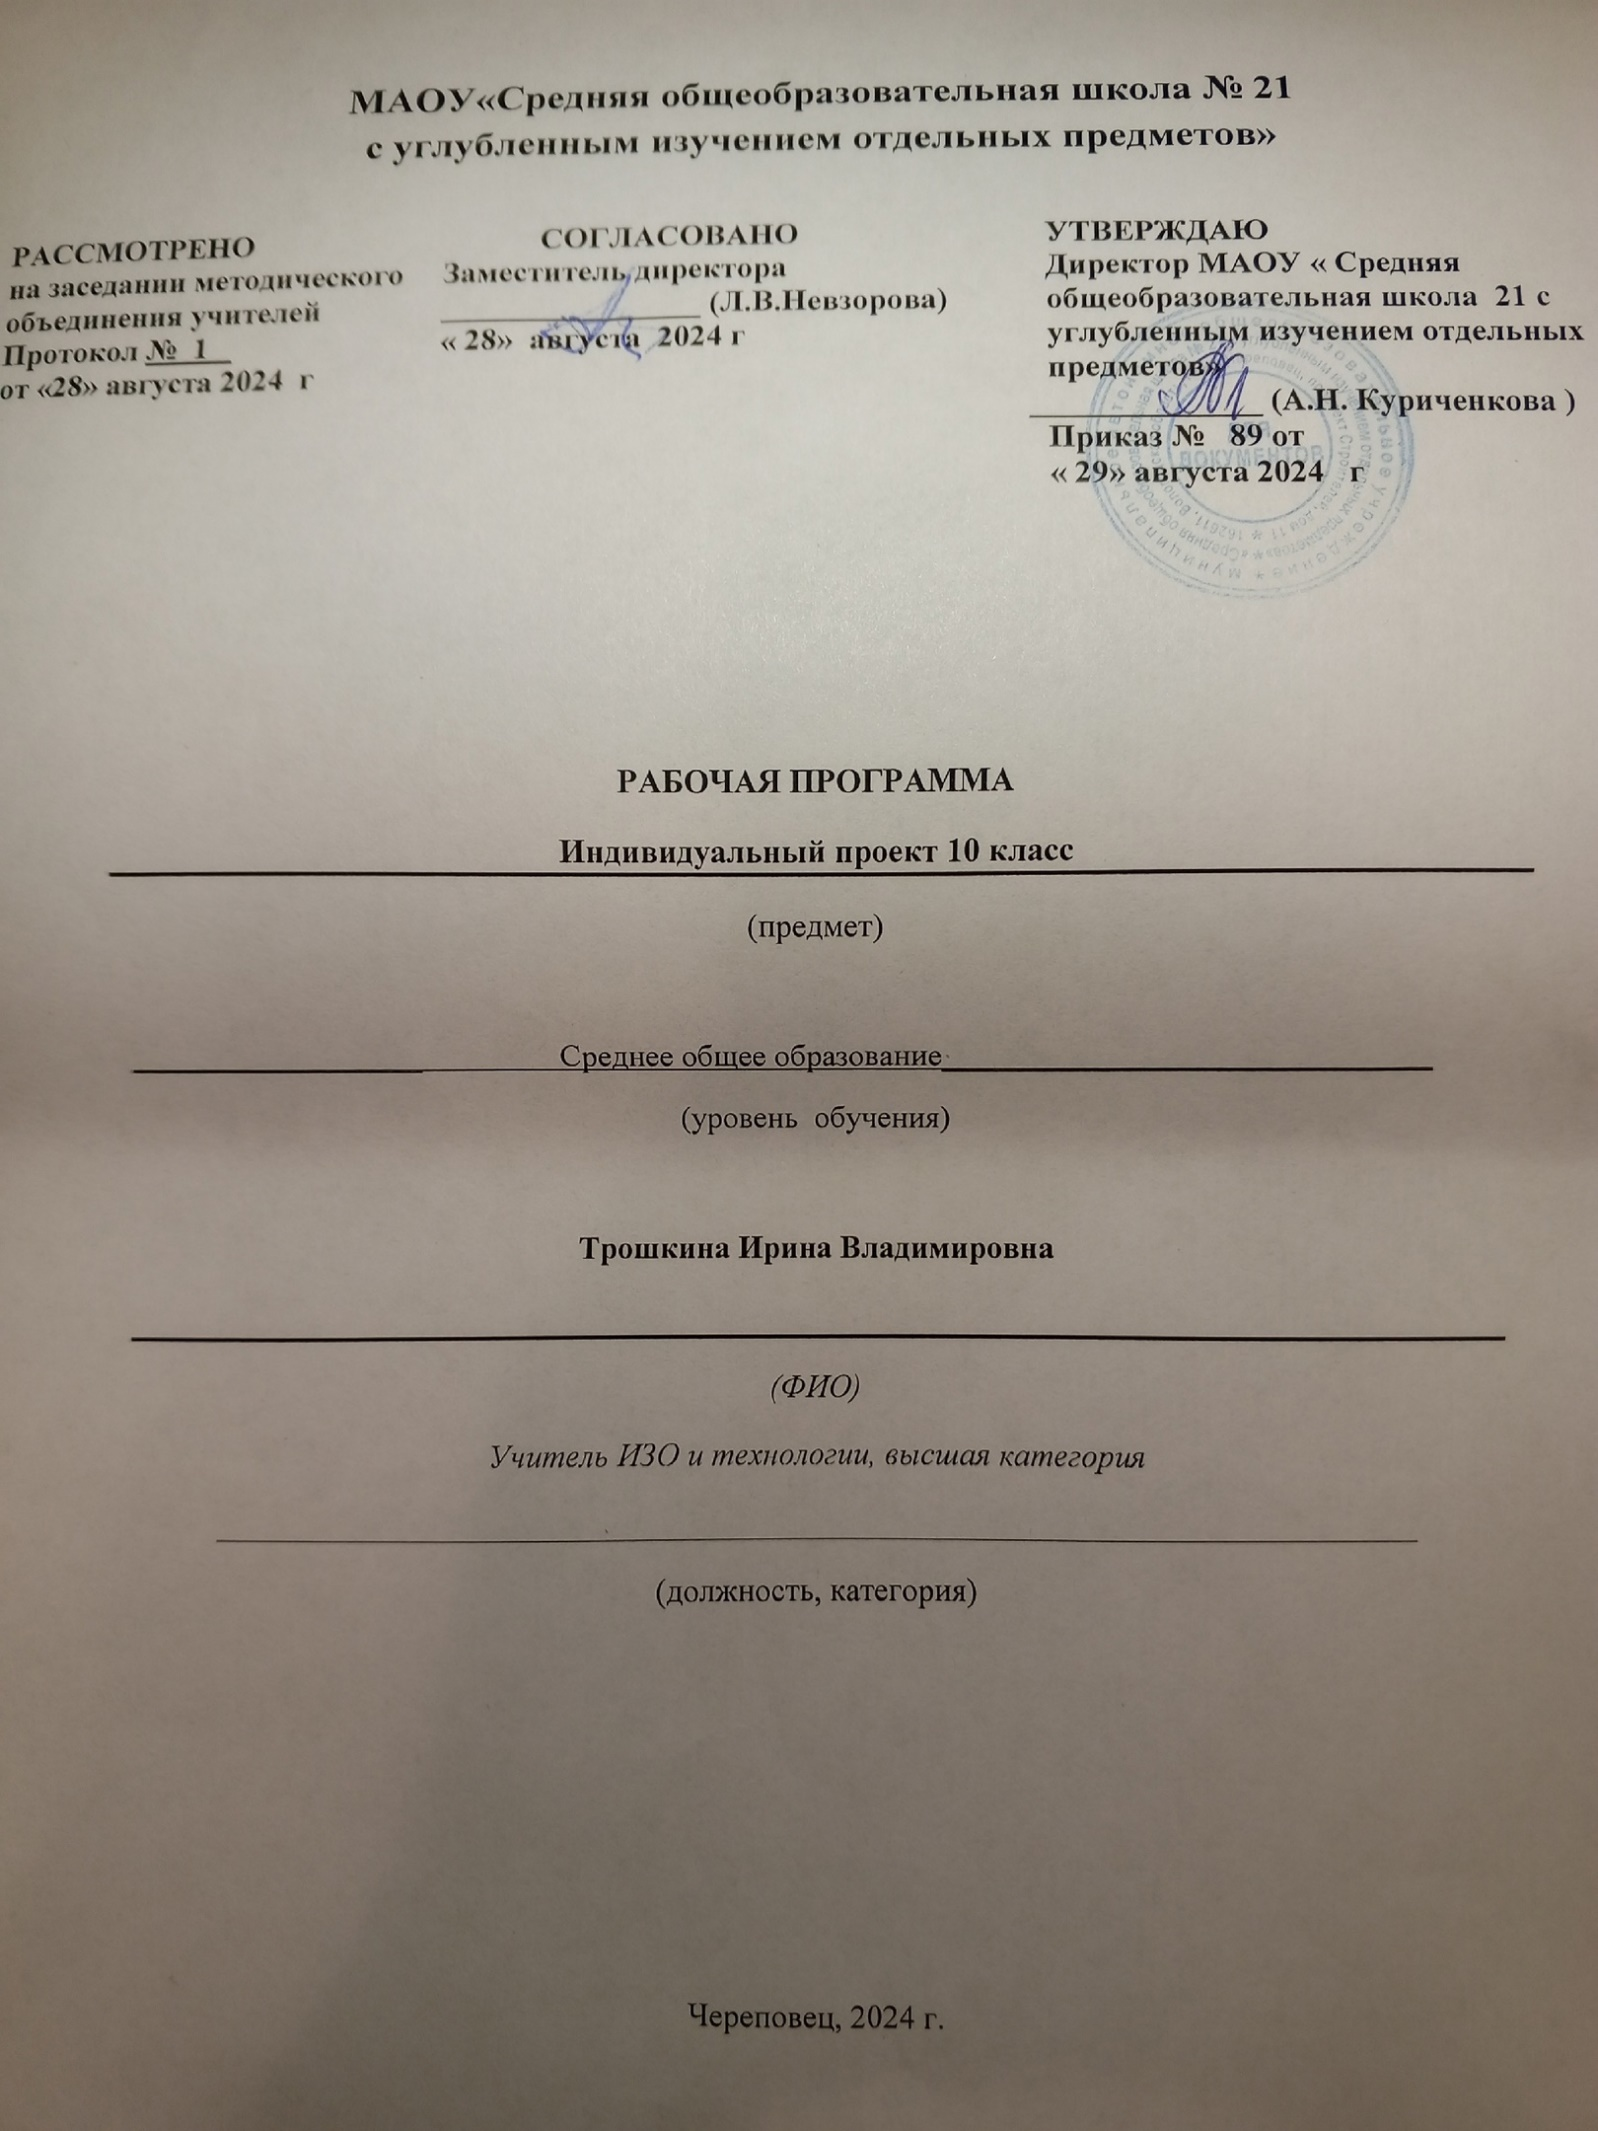 МАОУ«Средняя общеобразовательная школа № 21
с углубленным изучением отдельных предметов»
РАССМОТРЕНО
на заседании методического
объединения учителей
Протокол № 1
от «28» августа 2024 г
СОГЛАСОВАНО
Заместитель директора
(Л.В.Невзорова)
« 28» августа 2024 г
УТВЕРЖДАЮ
Директор МАОУ « Средняя
общеобразовательная школа 21 с
углубленным изучением отдельных
предметов»
(А.Н. Куриченкова )
Приказ № 89 от
« 29» августа 2024 г
ДОКУМЕНТОВ
РАБОЧАЯ ПРОГРАММА
Индивидуальный проект 10 класс
(предмет)
Среднее общее образование
(уровень обучения)
Трошкина Ирина Владимировна
(ФИО)
Учитель ИЗО и технологии, высшая категория
(должность, категория)
Череповец, 2024 г.